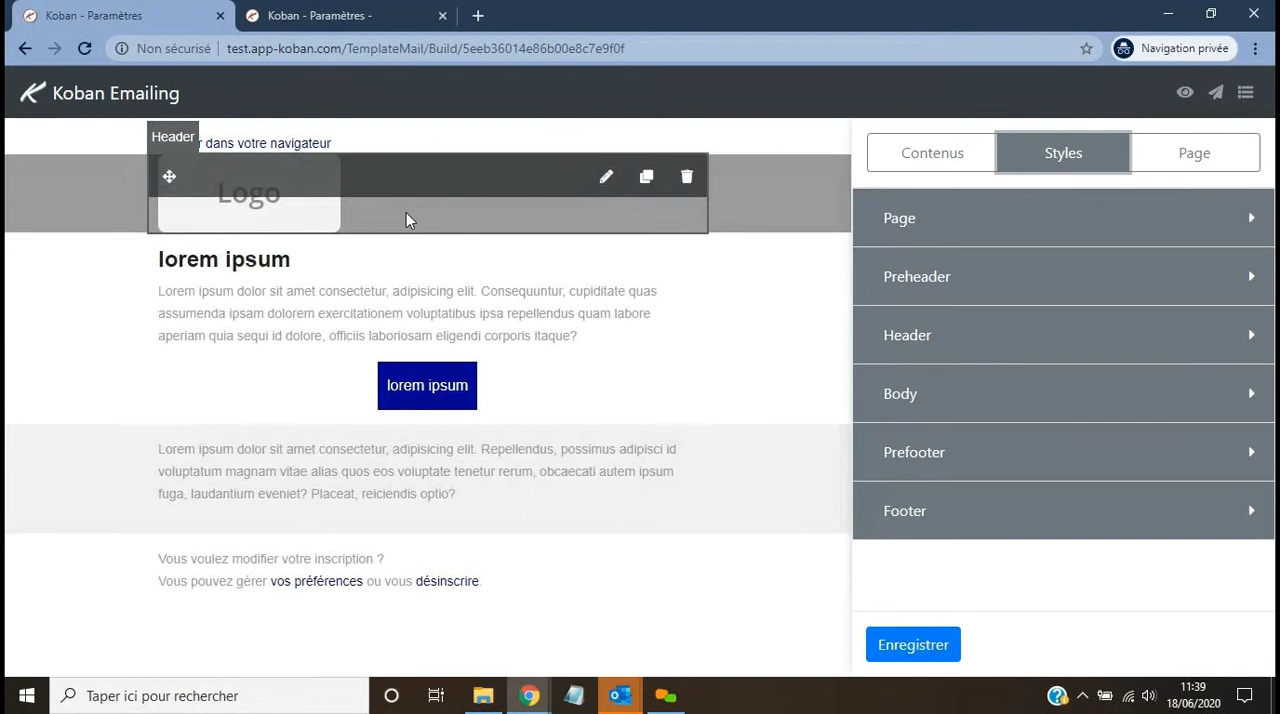 Koban - Paramètres
Koban - Paramètres -
Non sécurisé
test.app-koban.com/TemplateMail/Build/5eeb36014e86b00e8c7e9f0f
Navigation privée
Koban Emailing
Header
r dans votre navigateur
Logo
lorem ipsum
Lorem ipsum dolor sit amet consectetur, adipisicing elit. Consequuntur, cupiditate quas
assumenda ipsam dolorem exercitationem voluptatibus ipsa repellendus quam labore
aperiam quia sequi id dolore, officiis laboriosam eligendi corporis itaque?
lorem ipsum
Lorem ipsum dolor sit amet consectetur, adipisicing elit. Repellendus, possimus adipisci id
voluptatum magnam vitae alias quos eos voluptate tenetur rerum, obcaecati autem ipsum
fuga, laudantium eveniet? Placeat, reiciendis optio?
Vous voulez modifier votre inscription ?
Vous pouvez gérer vos préférences ou vous désinscrire.
Contenus
Styles
Page
Page
Preheader
Header
Body
Prefooter
Footer
Enregistrer
Taper ici pour rechercher
11:39
18/06/2020